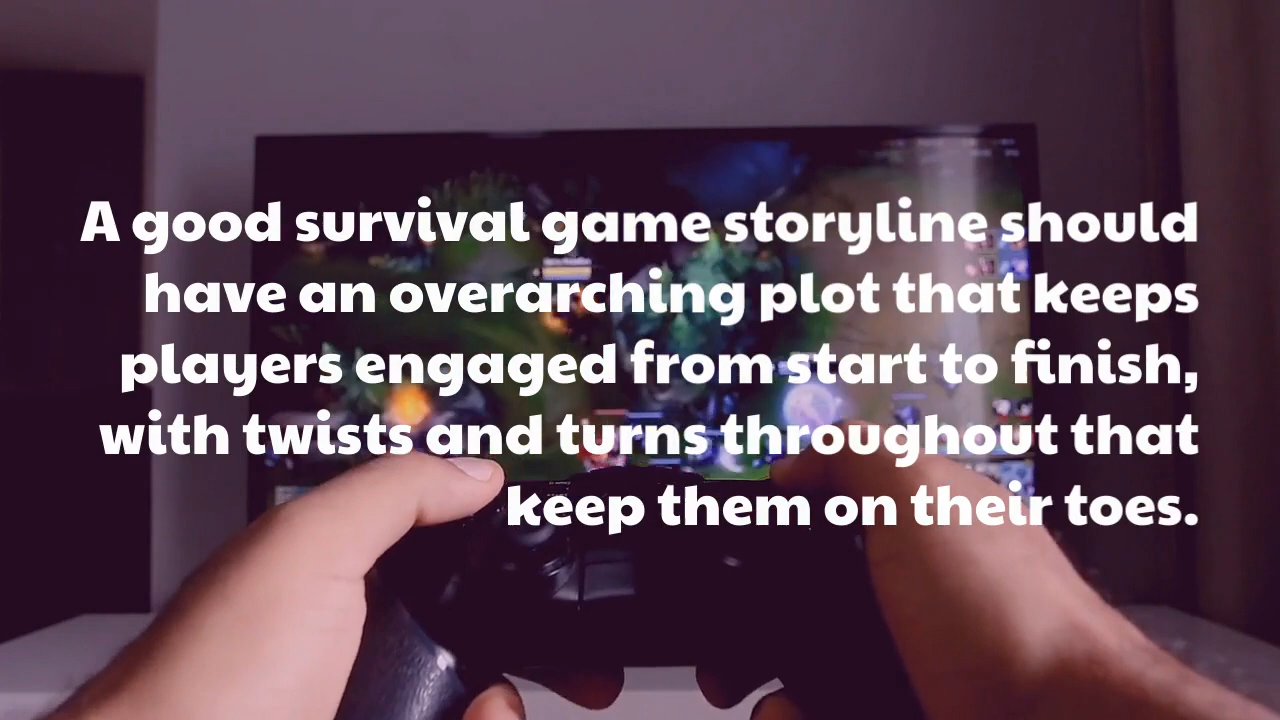 A good survival game storyline should
have an overarching plot that keeps
players engaged from start to finish,
with twists and turns throughout that
keep them on their toes.